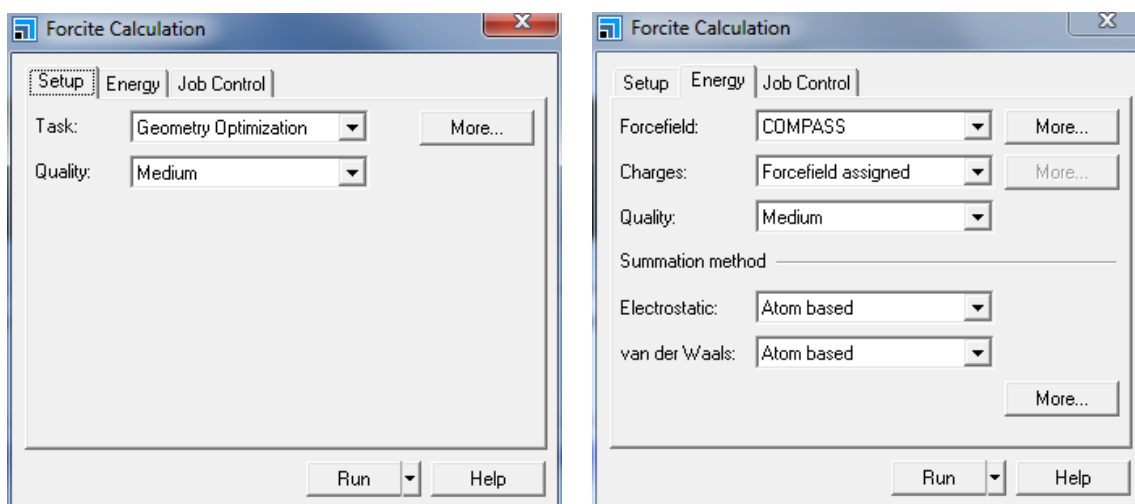 Forcite Calculation
Setup Energy Job Control
Task: Geometry Optimization More...
Quality: Medium
Run Help
Forcite Calculation
Setup Energy Job Control
Forcefield: COMPASS More...
Charges: Forcefield assigned More...
Quality: Medium
Summation method
Electrostatic: Atom based
van der Waals: Atom based
More...
Run Help